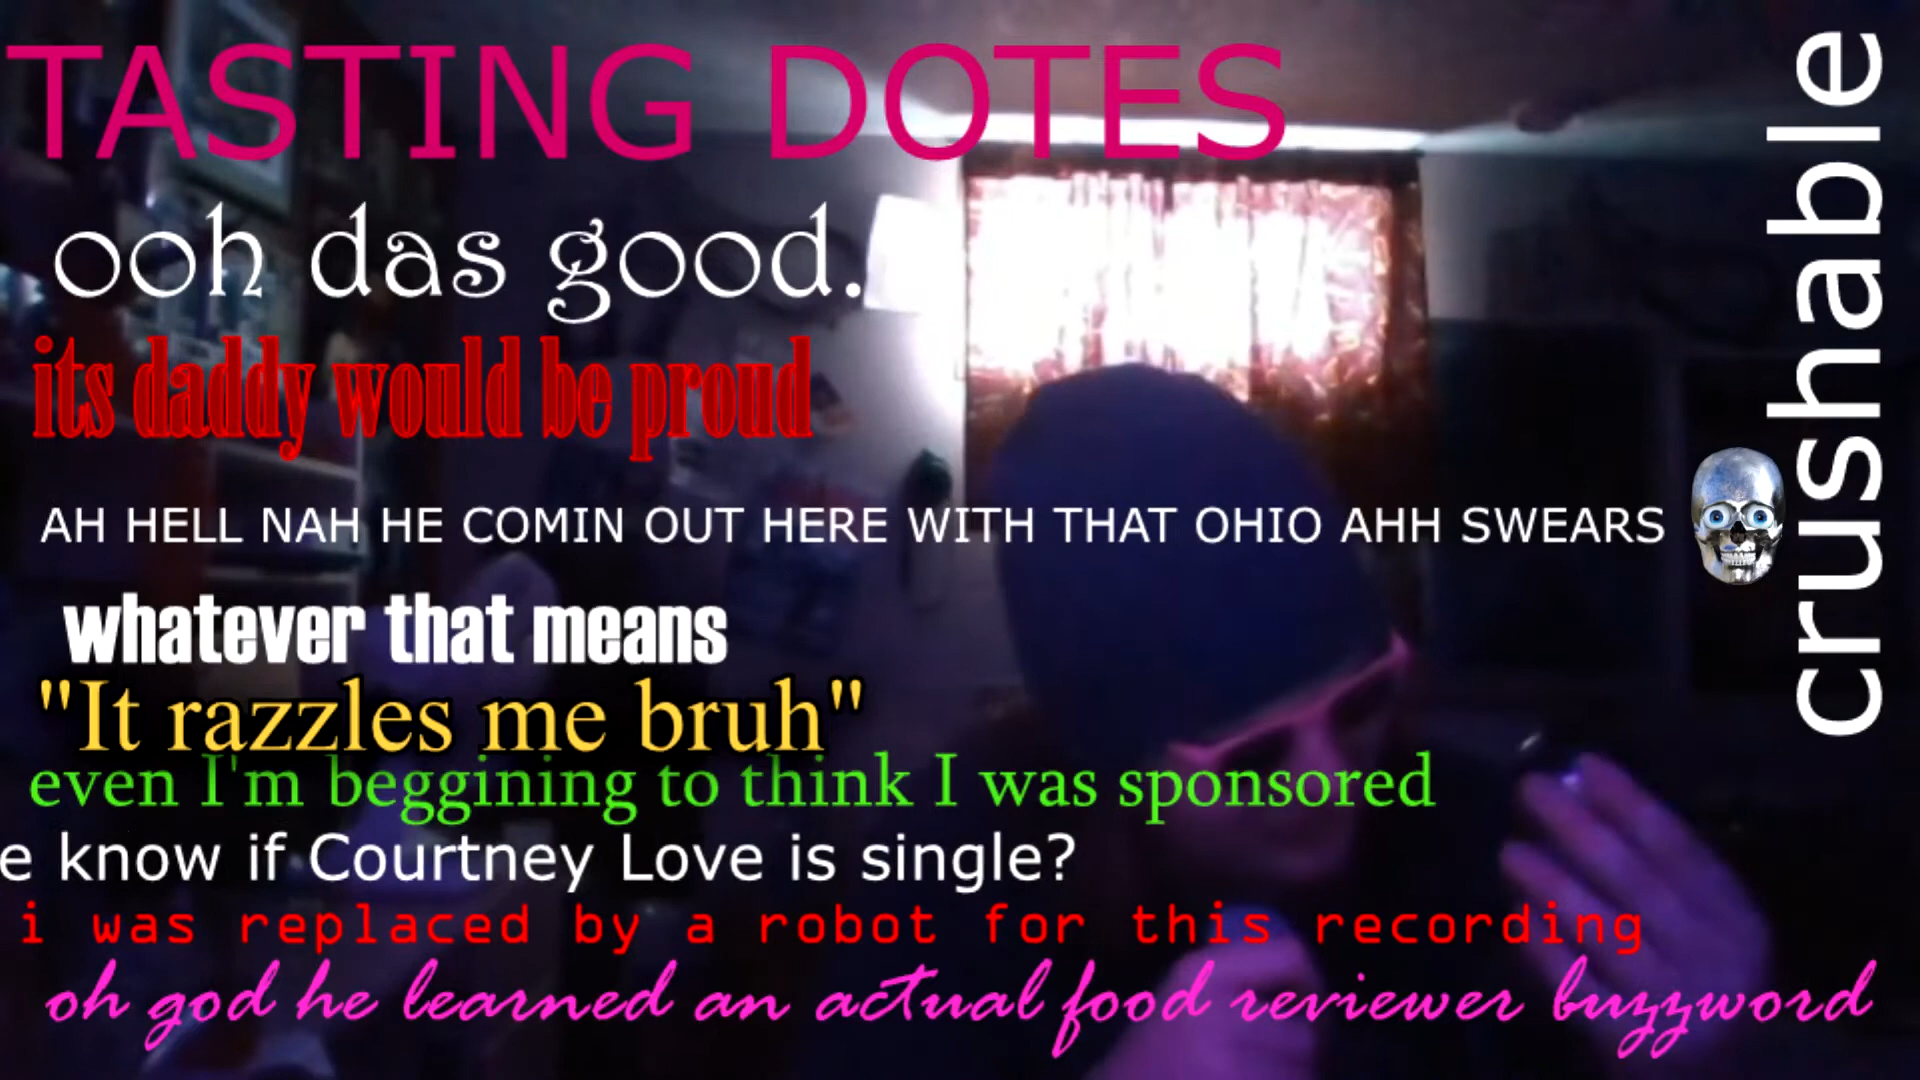 TASTING DOTES
ooh das good.
its daddy would be proud
AH HELL NAH HE COMIN OUT HERE WITH THAT OHIO AHH SWEARS
whatever that means
"It razzles me bruh"
even I'm beggining to think I was sponsored
e know if Courtney Love is single?
i was replaced by a robot for this recording
oh god he learned an actual food reviewer buzzword
crushable